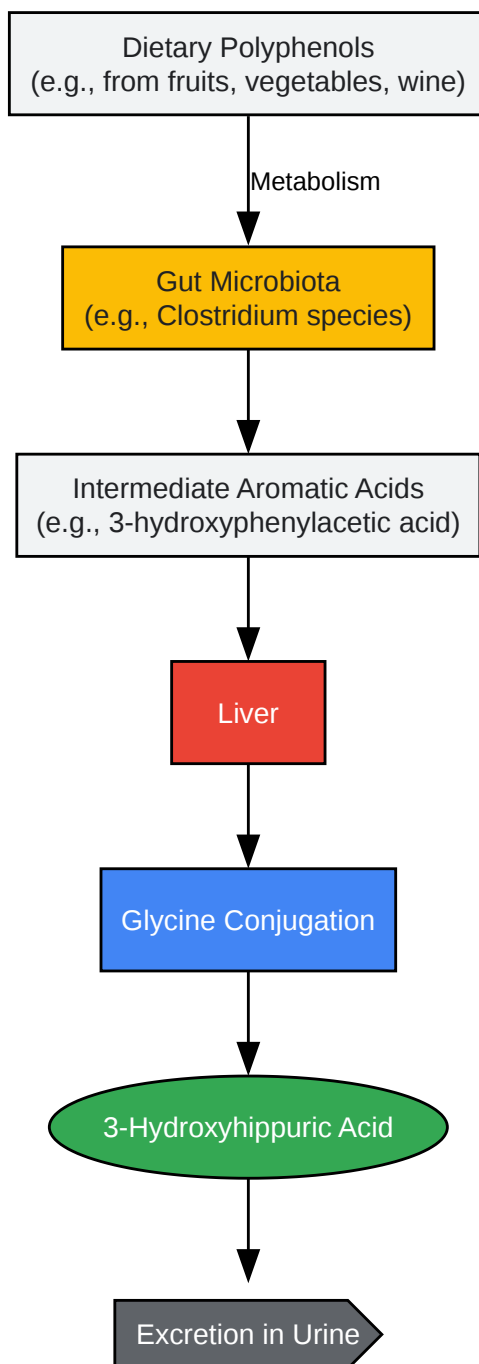 Dietary Polyphenols
(e.g., from fruits, vegetables, wine)
Metabolism
Gut Microbiota
(e.g., Clostridium species)
Intermediate Aromatic Acids
(e.g., 3-hydroxyphenylacetic acid)
Liver
Glycine Conjugation
3-Hydroxyhippuric Acid
Excretion in Urine